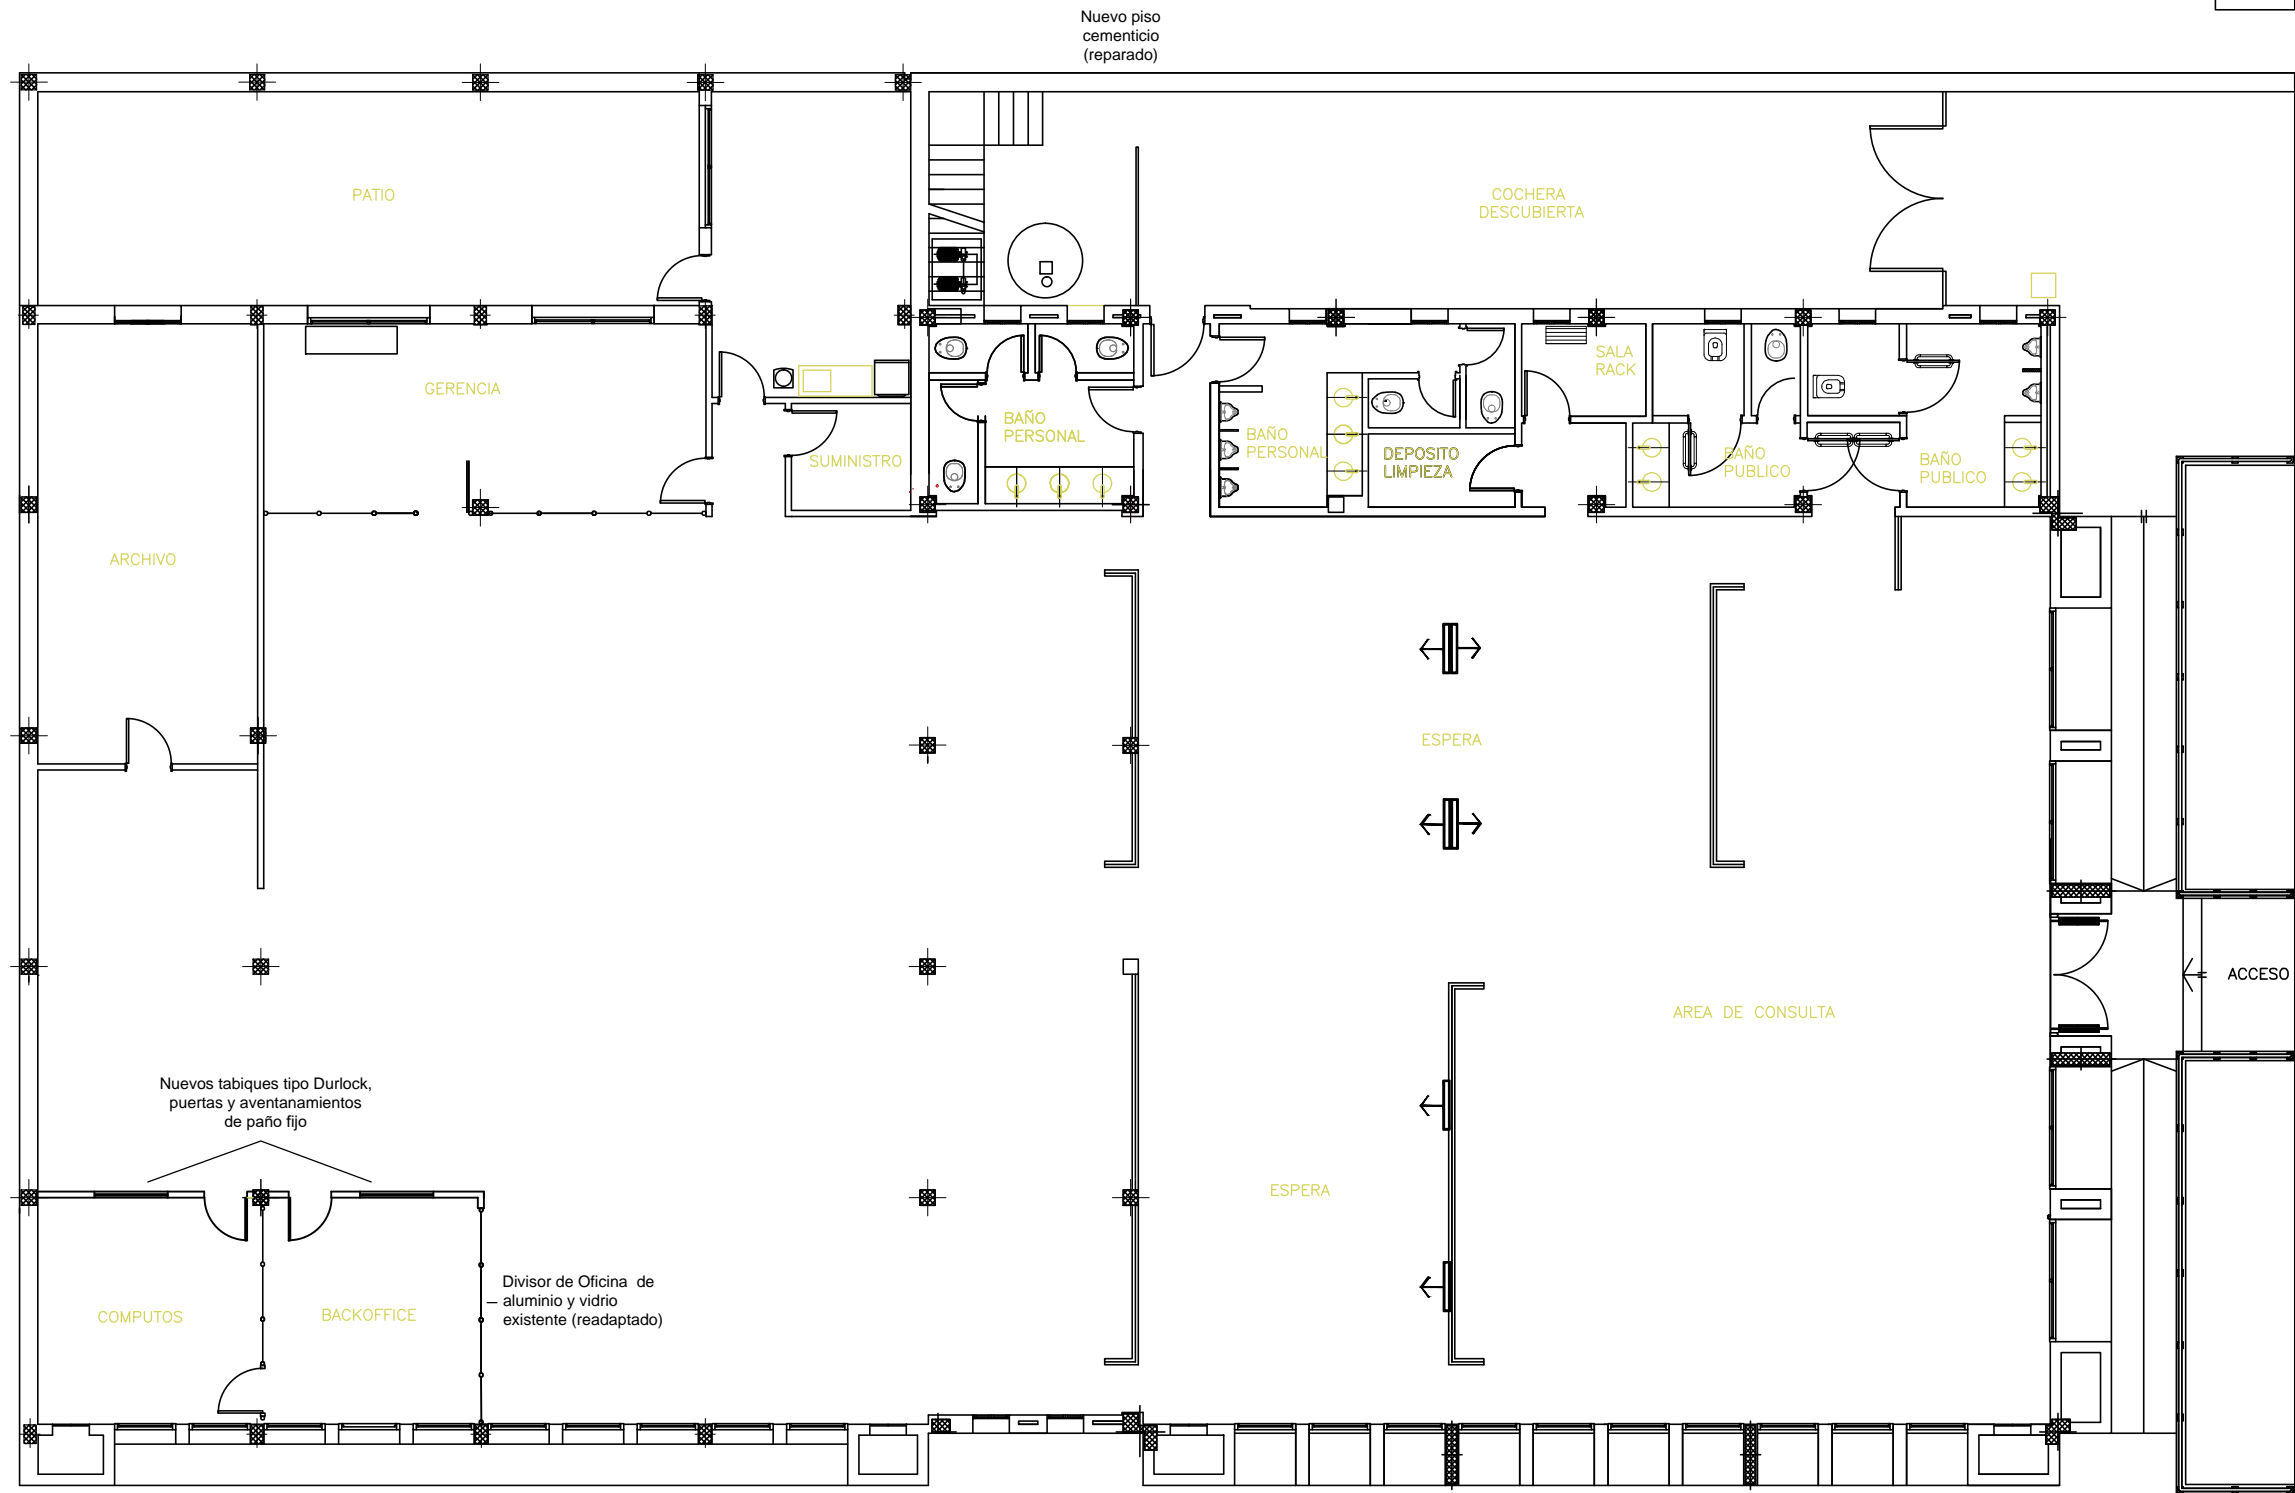 Nuevo piso
cementicio
(reparado)
PATIO
COCHERA
DESCUBIERTA
GERENCIA
SUMINISTRO
BAÑO
PERSONAL
BAÑO
PERSONAL
DEPOSITO
LIMPIEZA
SALA
RACK
BAÑO
PUBLICO
BAÑO
PUBLICO
ARCHIVO
ESPERA
ACCESO
AREA DE CONSULTA
Nuevos tabiques tipo Durlock,
puertas y aventanamientos
de paño fijo
ESPERA
Divisor de Oficina de
aluminio y vidrio
existente (readaptado)
COMPUTOS
BACKOFFICE